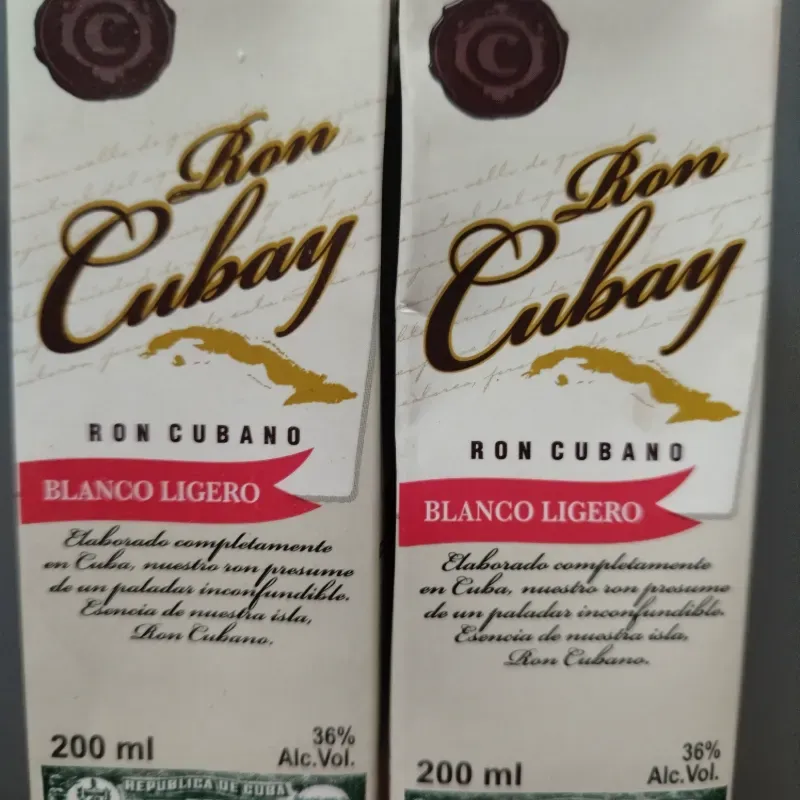 C
Ron
Cubay
RON CUBANO
BLANCO LIGERO
Elaborado completamente
en Cuba, nuestro ron presume
de un paladar inconfundible.
Esencia de nuestra isla,
Ron Cubano.
200 ml
36%
Alc.Vol.
REPÚBLICA DE CUBA
C
Ron
Cubay
RON CUBANO
BLANCO LIGERO
Elaborado completamente
en Cuba, nuestro ron presume
de un paladar inconfundible.
Esencia de nuestra isla,
Ron Cubano.
200 ml
36%
Alc.Vol.